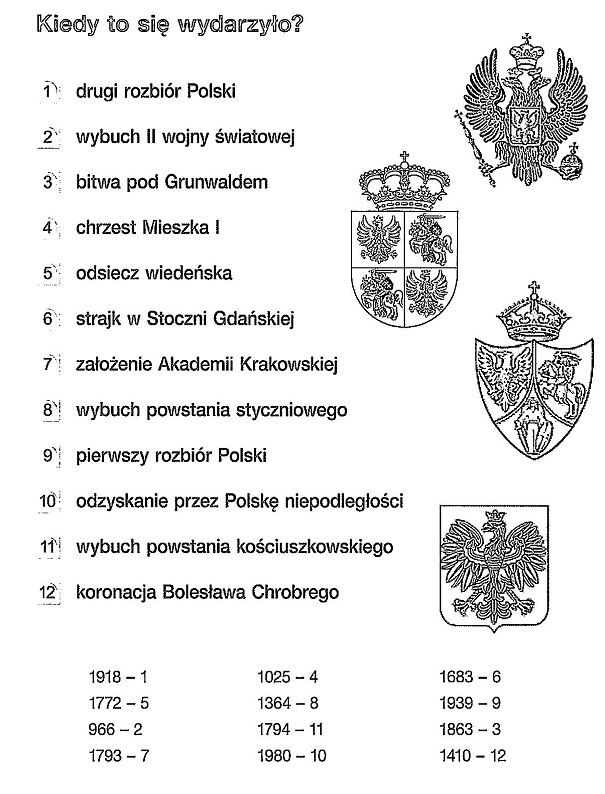 Kiedy to się wydarzyło?
1 drugi rozbiór Polski
2 wybuch II wojny światowej
3 bitwa pod Grunwaldem
4 chrzest Mieszka I
5 odsiecz wiedeńska
6 strajk w Stoczni Gdańskiej
7 założenie Akademii Krakowskiej
8 wybuch powstania styczniowego
9 pierwszy rozbiór Polski
10 odzyskanie przez Polskę niepodległości
11 wybuch powstania kościuszkowskiego
12 koronacja Bolesława Chrobrego
1918 – 1 1025 – 4 1683 – 6
1772 – 5 1364 – 8 1939 – 9
966 – 2 1794 – 11 1863 – 3
1793 – 7 1980 – 10 1410 – 12